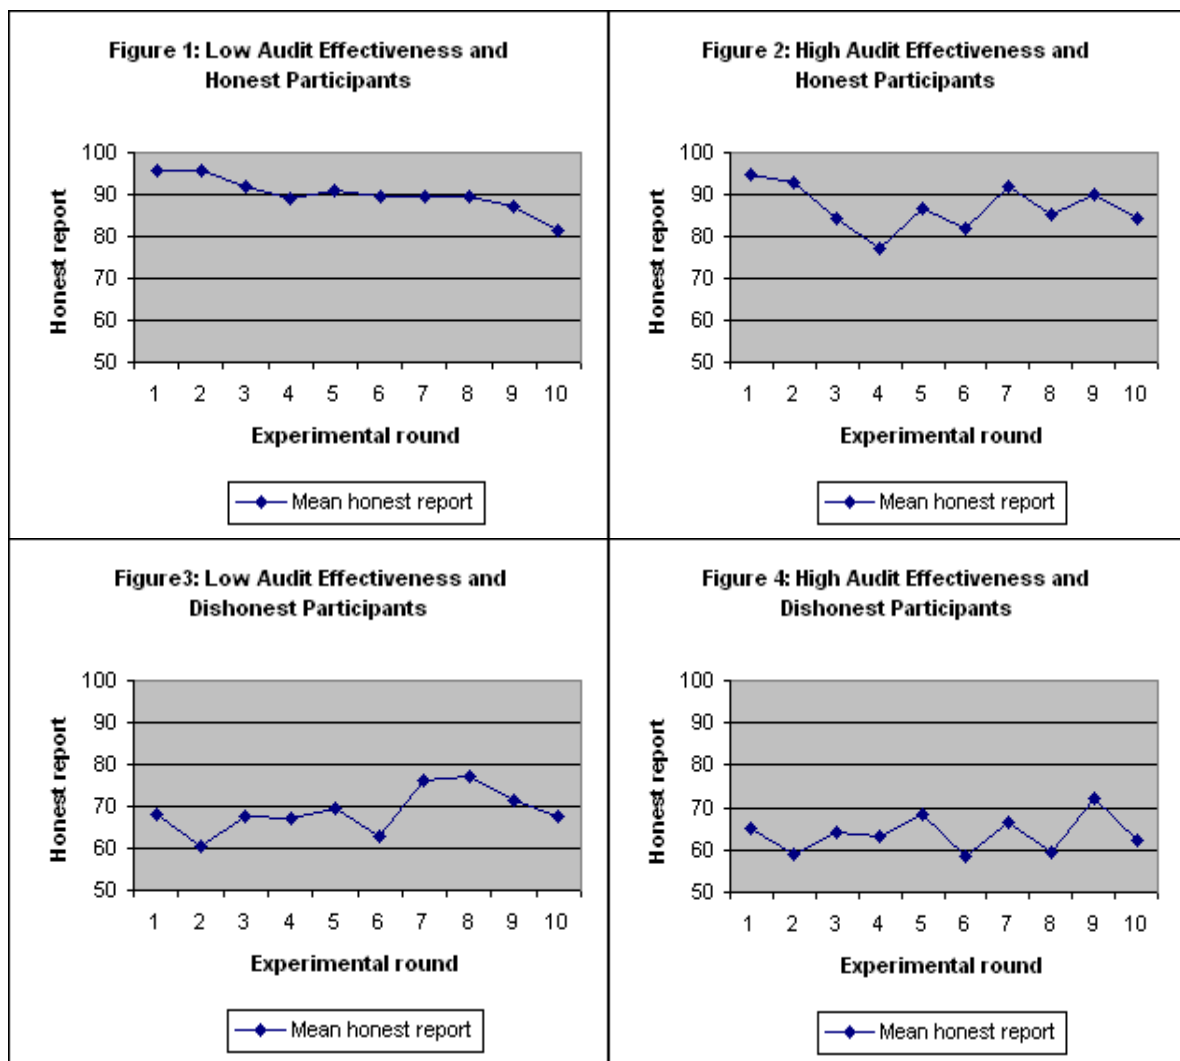 Figure 1: Low Audit Effectiveness and
Honest Participants
100
90
80
70
60
50
Honest report
1 2 3 4 5 6 7 8 9 10
Experimental round
Mean honest report
Figure 2: High Audit Effectiveness and
Honest Participants
100
90
80
70
60
50
Honest report
1 2 3 4 5 6 7 8 9 10
Experimental round
Mean honest report
Figure3: Low Audit Effectiveness and
Dishonest Participants
100
90
80
70
60
50
Honest report
1 2 3 4 5 6 7 8 9 10
Experimental round
Mean honest report
Figure 4: High Audit Effectiveness and
Dishonest Participants
100
90
80
70
60
50
Honest report
1 2 3 4 5 6 7 8 9 10
Experimental round
Mean honest report